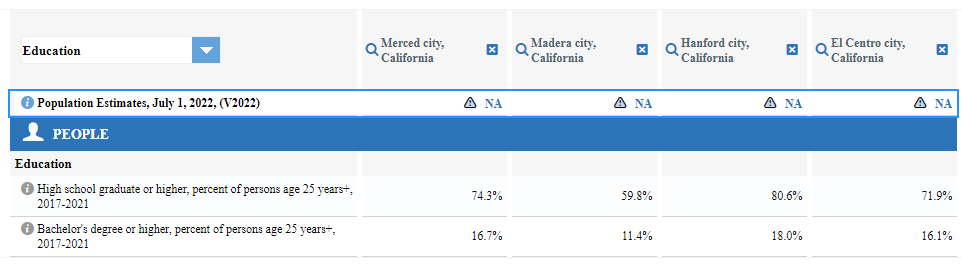 Education
Merced city,
California
Madera city,
California
Hanford city,
California
El Centro city,
California
Population Estimates, July 1, 2022, (V2022) NA NA NA NA
PEOPLE
Education
High school graduate or higher, percent of persons age 25 years+,
2017-2021
74.3% 59.8% 80.6% 71.9%
Bachelor's degree or higher, percent of persons age 25 years+,
2017-2021
16.7% 11.4% 18.0% 16.1%